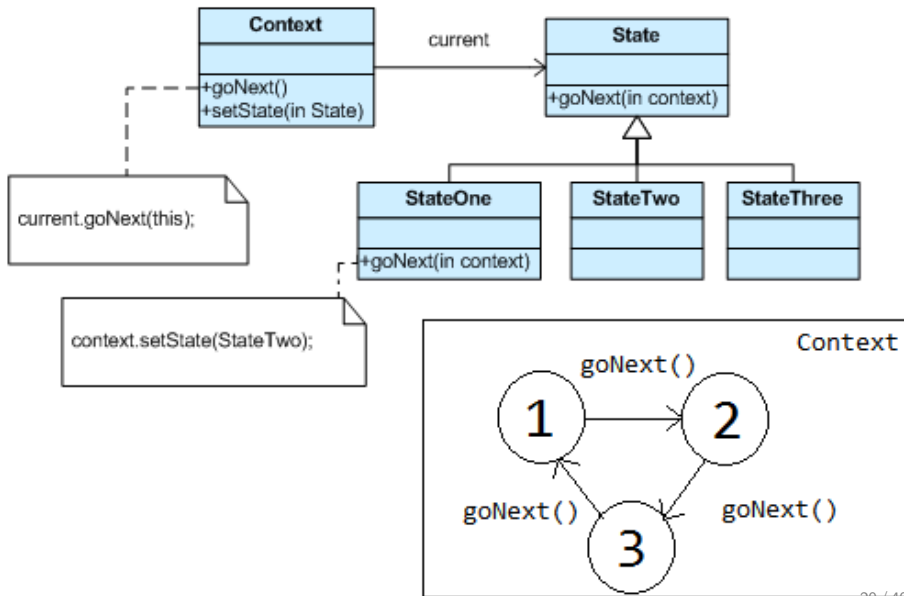 Context
+goNext()
+setState(in State)
current
State
+goNext(in context)
current.goNext(this);
StateOne
+goNext(in context)
StateTwo
StateThree
context.setState(StateTwo);
Context
goNext()
1
2
goNext()
goNext()
3